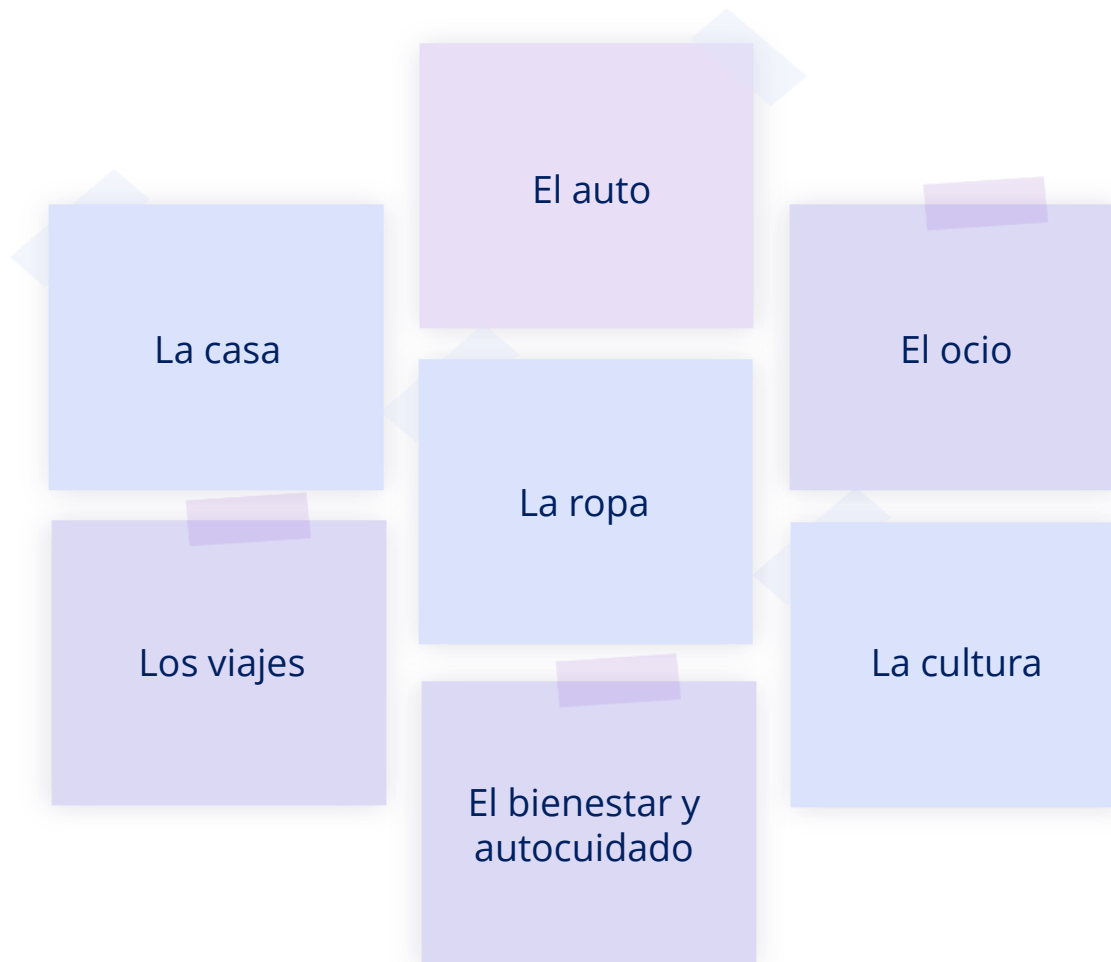 El auto
La casa
El ocio
La ropa
Los viajes
La cultura
El bienestar y
autocuidado